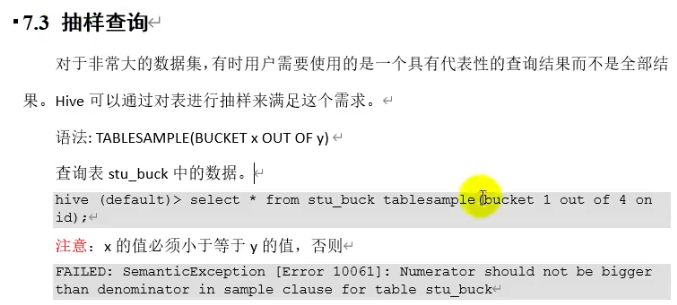 7.3 抽样查询
对于非常大的数据集,有时用户需要使用的是一个具有代表性的查询结果而不是全部结
果。Hive 可以通过对表进行抽样来满足这个需求。
语法: TABLESAMPLE(BUCKET x OUT OF y)
查询表 stu_buck 中的数据。
hive (default)> select * from stu_buck tablesample(bucket 1 out of 4 on
id);
注意：x 的值必须小于等于 y 的值，否则
FAILED: SemanticException [Error 10061]: Numerator should not be bigger
than denominator in sample clause for table stu_buck